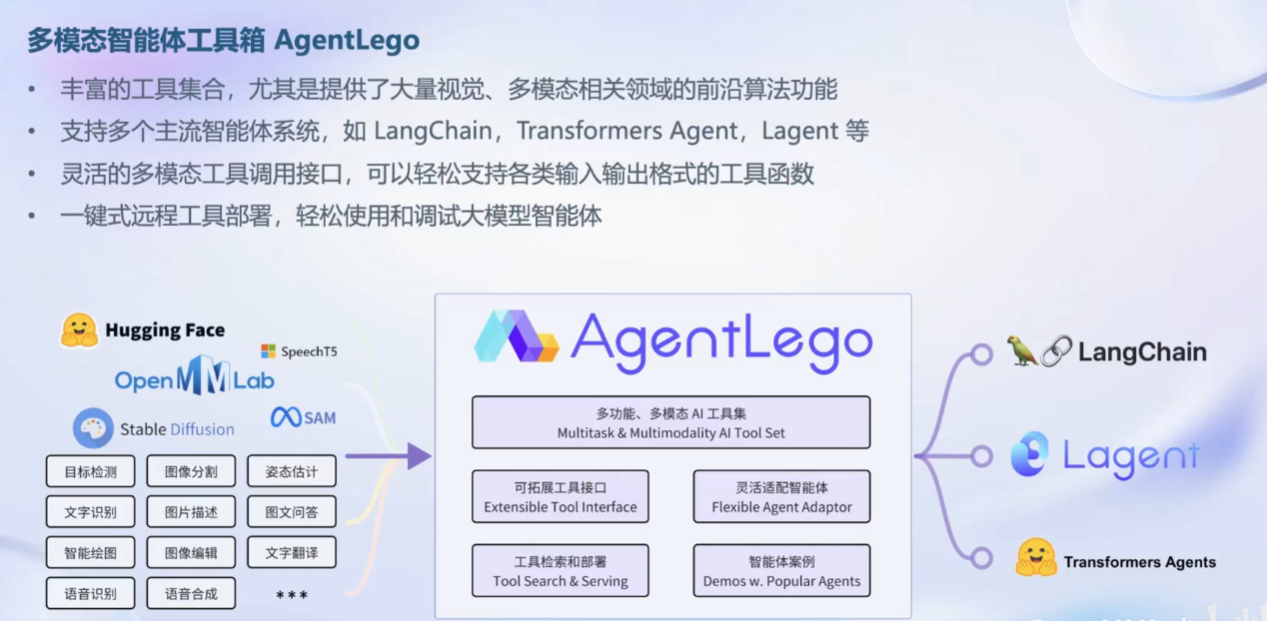 多模态智能体工具箱 AgentLego
• 丰富的工具集合，尤其是提供了大量视觉、多模态相关领域的前沿算法功能
• 支持多个主流智能体系统，如 LangChain，Transformers Agent，Lagent 等
• 灵活的多模态工具调用接口，可以轻松支持各类输入输出格式的工具函数
• 一键式远程工具部署，轻松使用和调试大模型智能体
Hugging Face
SpeechT5
OpenMMLab
Stable Diffusion
SAM
目标检测 图像分割 姿态估计
文字识别 图片描述 图文问答
智能绘图 图像编辑 文字翻译
语音识别 语音合成 ***
AgentLego
多功能、多模态 AI 工具集
Multitask & Multimodality AI Tool Set
可拓展工具接口
Extensible Tool Interface
灵活适配智能体
Flexible Agent Adaptor
工具检索和部署
Tool Search & Serving
智能体案例
Demos w. Popular Agents
LangChain
Lagent
Transformers Agents